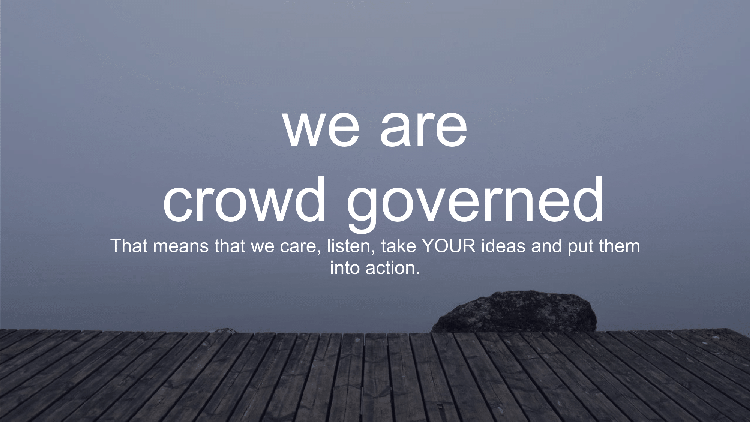 we are
crowd governed
That means that we care, listen, take YOUR ideas and put them
into action.